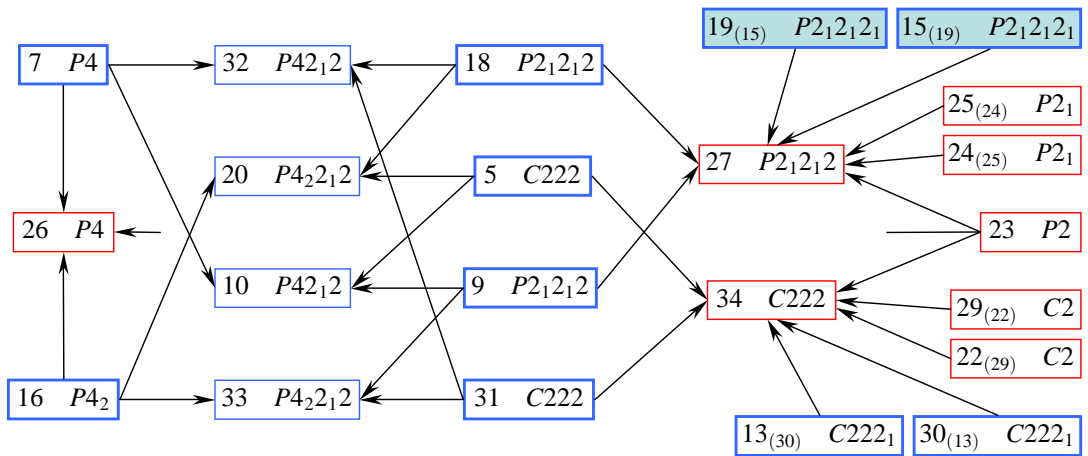 19(15) P2₁2₁2₁
15(19) P2₁2₁2₁
7 P4
32 P42₁2
18 P2₁2₁2
25(24) P2₁
24(25) P2₁
27 P2₁2₁2
20 P4₂2₁2
5 C222
26 P4
23 P2
10 P42₁2
9 P2₁2₁2
34 C222
29(22) C2
22(29) C2
16 P4₂
33 P4₂2₁2
31 C222
13(30) C222₁
30(13) C222₁